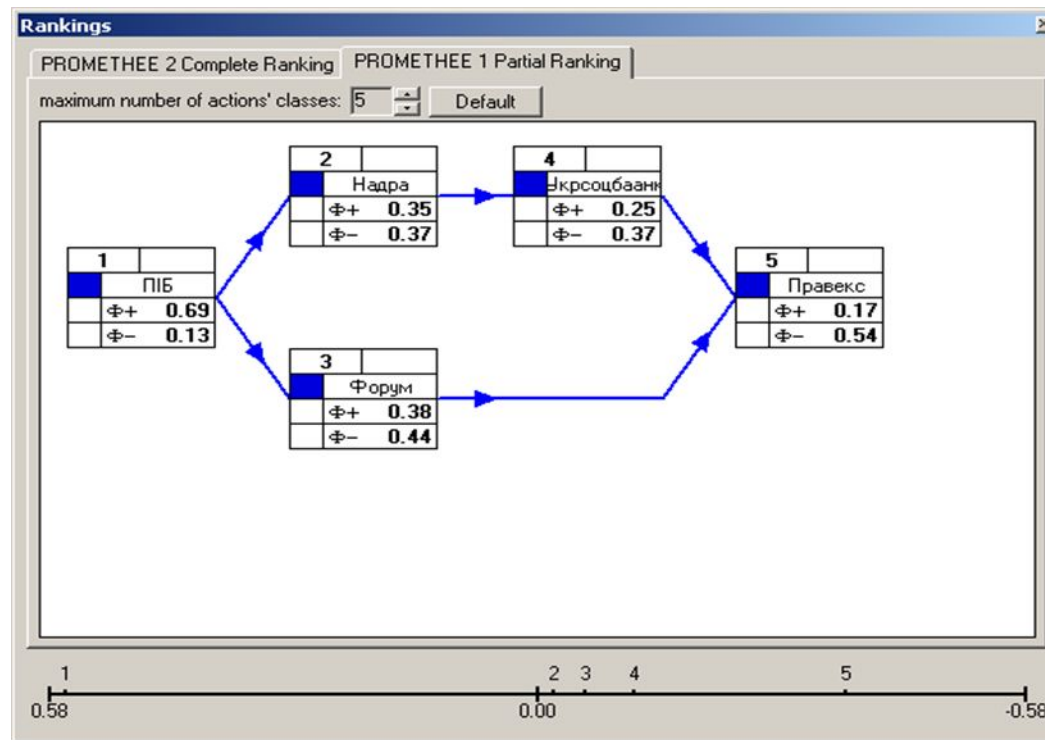 Rankings
PROMETHEE 2 Complete Ranking PROMETHEE 1 Partial Ranking
maximum number of actions' classes: 5 Default
1
ПІБ
Ф+ 0.69
Ф− 0.13
2
Надра
Ф+ 0.35
Ф− 0.37
3
Форум
Ф+ 0.38
Ф− 0.44
4
Укрсоцбаанк
Ф+ 0.25
Ф− 0.37
5
Правекс
Ф+ 0.17
Ф− 0.54
1 2 3 4 5
0.58 0.00 -0.58